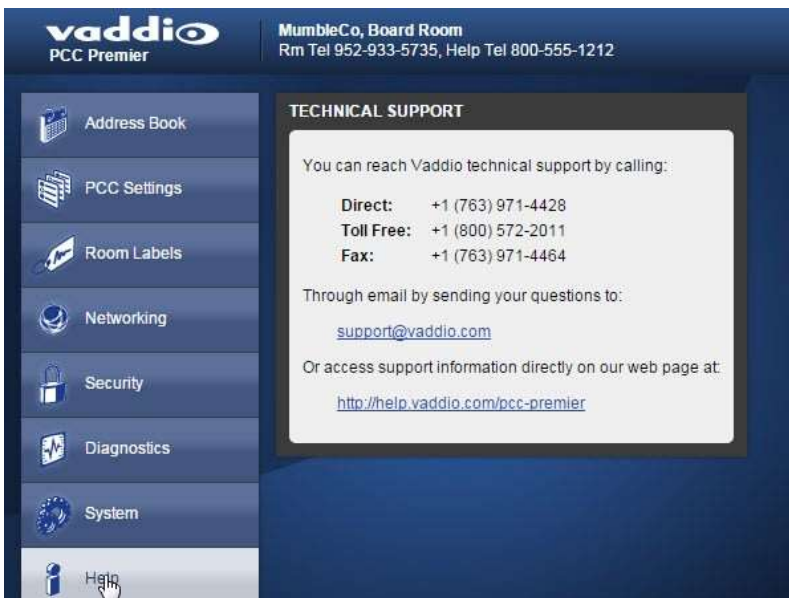 vaddio
PCC Premier
MumbleCo, Board Room
Rm Tel 952-933-5735, Help Tel 800-555-1212
Address Book
PCC Settings
Room Labels
Networking
Security
Diagnostics
System
Help
TECHNICAL SUPPORT
You can reach Vaddio technical support by calling:
Direct: +1 (763) 971-4428
Toll Free: +1 (800) 572-2011
Fax: +1 (763) 971-4464
Through email by sending your questions to:
support@vaddio.com
Or access support information directly on our web page at:
http://help.vaddio.com/pcc-premier